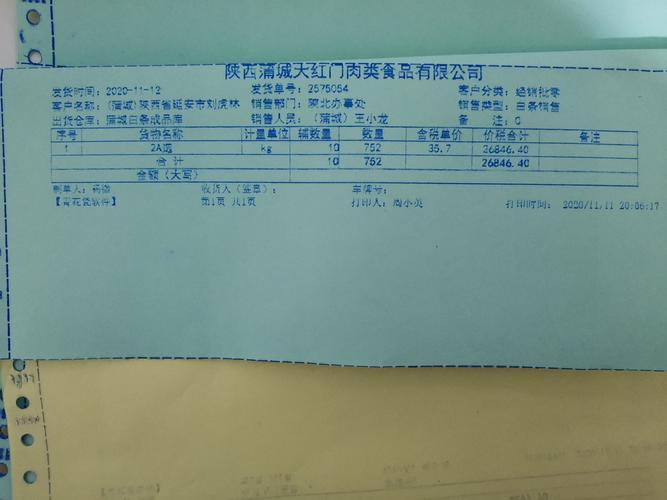 陕西蒲城大红门肉类食品有限公司
发货时间：2020-11-12 发货单号：2575054 客户分类：经销批零
客户名称：(蒲城)陕西省延安市刘虎林 销售部门：陕北办事处 销售类型：白条销售
出货仓库：蒲城白条成品库 销售人员：(蒲城) 王小龙 备 注：0
序号 货物名称 计量单位 辅数量 数量 含税单价 价税合计 备注
1 2A选 kg 10 752 35.7 26846.40
合 计 10 752 26846.40
金额（大写）
制单人：杨微 收货人（签章）： 车牌号：
【青花瓷软件】 第1页 共1页 打印人：周小英 打印时间： 2020/11/11 20:06:17